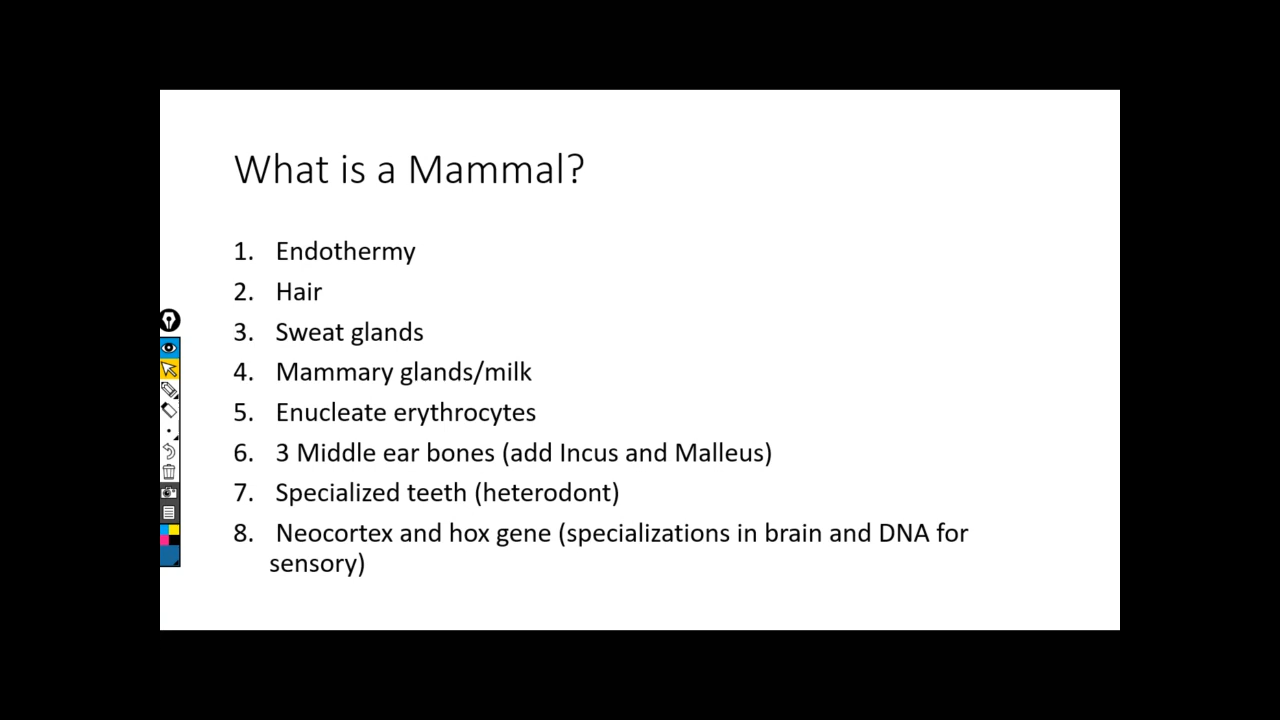 What is a Mammal?
1. Endothermy
2. Hair
3. Sweat glands
4. Mammary glands/milk
5. Enucleate erythrocytes
6. 3 Middle ear bones (add Incus and Malleus)
7. Specialized teeth (heterodont)
8. Neocortex and hox gene (specializations in brain and DNA for
sensory)